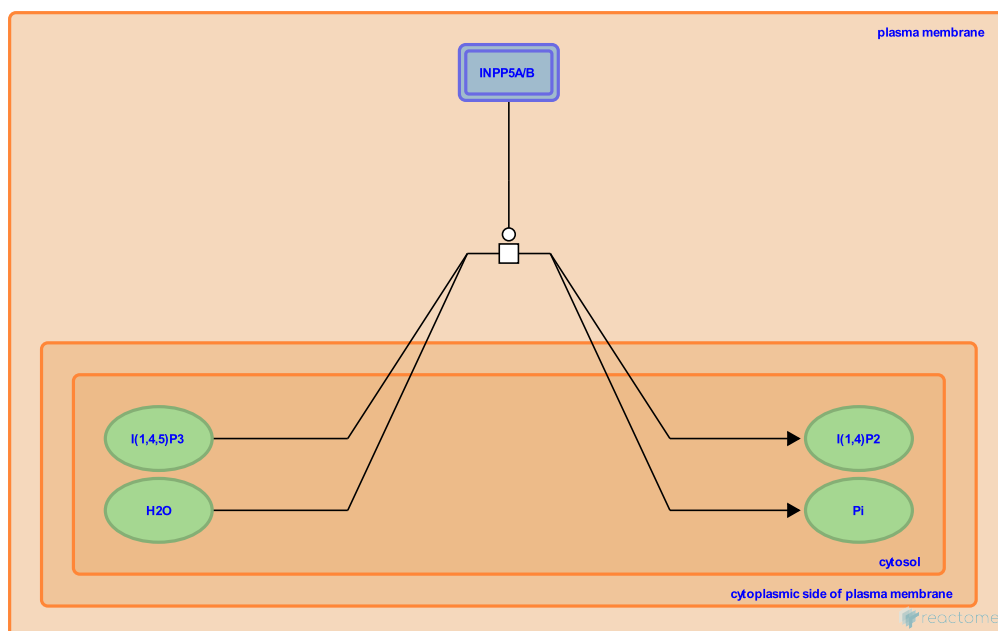 plasma membrane
INPP5A/B
I(1,4,5)P3
I(1,4)P2
H2O
Pi
cytosol
cytoplasmic side of plasma membrane
reactome